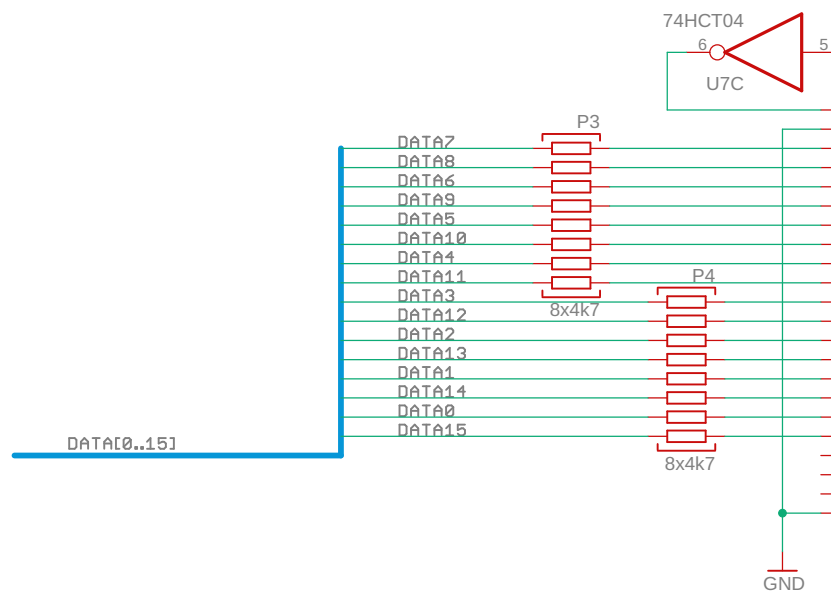 74HCT04
6
5
U7C
P3
DATA7
DATA8
DATA6
DATA9
DATA5
DATA10
DATA4
DATA11
P4
DATA3
8x4k7
DATA12
DATA2
DATA13
DATA1
DATA14
DATA0
DATA15
DATA[0..15]
8x4k7
GND